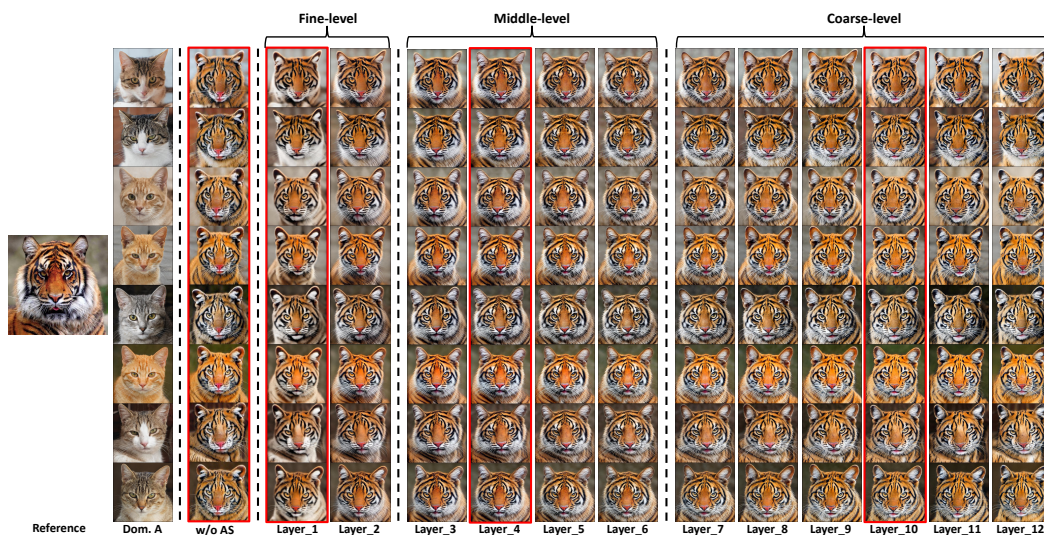 Fine-level Middle-level Coarse-level
Reference Dom. A w/o AS Layer_1 Layer_2 Layer_3 Layer_4 Layer_5 Layer_6 Layer_7 Layer_8 Layer_9 Layer_10 Layer_11 Layer_12